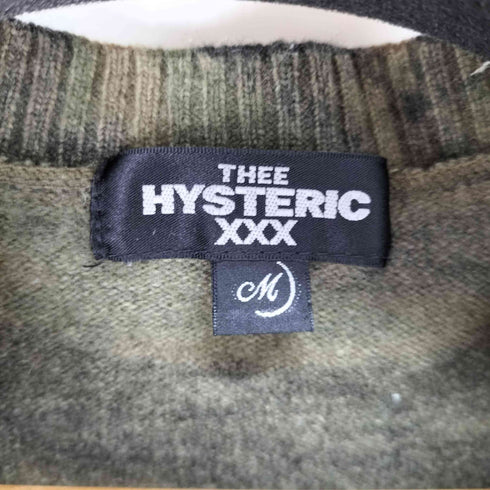 THEE
HYSTERIC
XXX
M